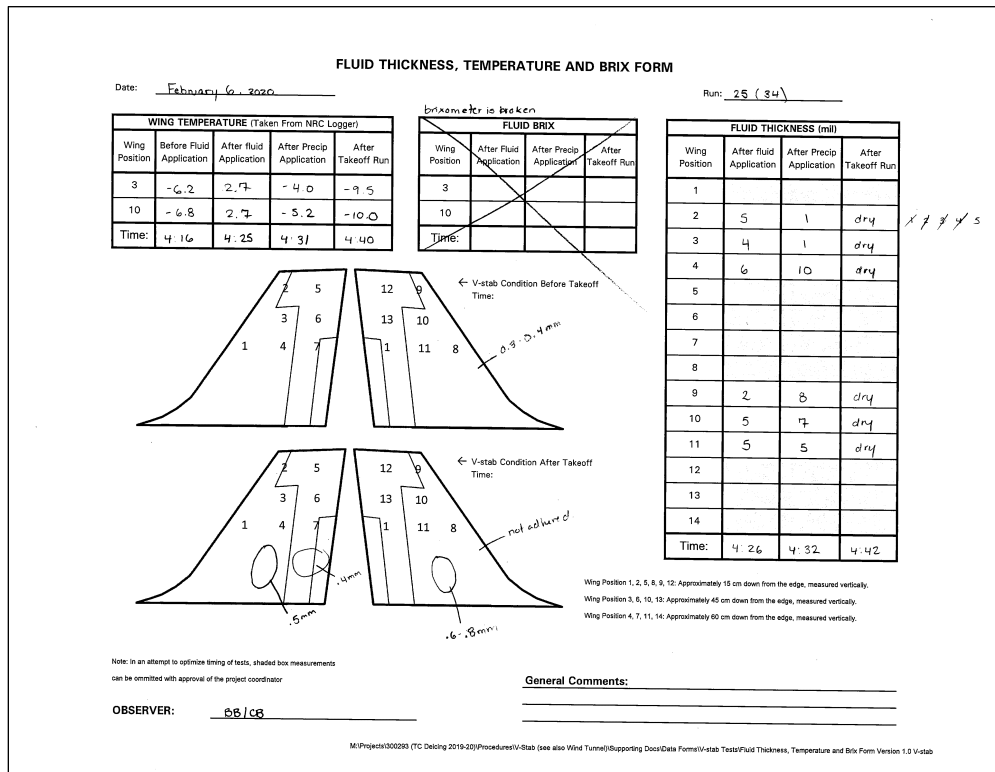 FLUID THICKNESS, TEMPERATURE AND BRIX FORM
Date: February 6, 2020
Run: 25 (34)
WING TEMPERATURE (Taken From NRC Logger)
Wing Position Before Fluid Application After fluid Application After Precip Application After Takeoff Run
3 -6.2 2.7 -4.0 -9.5
10 -6.8 2.7 -5.2 -10.0
Time: 4:16 4:25 4:31 4:40
brixometer is broken
FLUID BRIX
Wing Position After Fluid Application After Precip Application After Takeoff Run
3
10
Time:
FLUID THICKNESS (mil)
Wing Position After fluid Application After Precip Application After Takeoff Run
1
2 5 1 dry 1 2 3 4 5
3 4 1 dry
4 6 10 dry
5
6
7
8
9 2 8 dry
10 5 7 dry
11 5 5 dry
12
13
14
Time: 4:26 4:32 4:42
← V-stab Condition Before Takeoff
Time:
2 5 12 9
3 6 13 10
1 4 7 1 11 8
0.3-0.4mm
← V-stab Condition After Takeoff
Time:
2 5 12 9
3 6 13 10
1 4 7 1 11 8
not adhered
.5mm
.4mm
.6-.8mm
Wing Position 1, 2, 5, 8, 9, 12: Approximately 15 cm down from the edge, measured vertically.
Wing Position 3, 6, 10, 13: Approximately 45 cm down from the edge, measured vertically.
Wing Position 4, 7, 11, 14: Approximately 60 cm down from the edge, measured vertically.
Note: In an attempt to optimize timing of tests, shaded box measurements
can be ommitted with approval of the project coordinator
General Comments:
OBSERVER: BB/CB
M:\Projects\300293 (TC Deicing 2019-20)\Procedures\V-Stab (see also Wind Tunnel)\Supporting Docs\Data Forms\V-stab Tests\Fluid Thickness, Temperature and Brix Form Version 1.0 V-stab